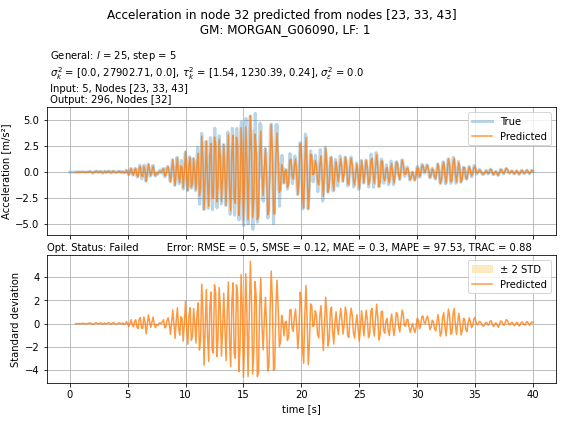 Acceleration in node 32 predicted from nodes [23, 33, 43]
GM: MORGAN_G06090, LF: 1
General: l = 25, step = 5
σ²ₖ = [0.0, 27902.71, 0.0], τ²ₖ = [1.54, 1230.39, 0.24], σ²ε = 0.0
Input: 5, Nodes [23, 33, 43]
Output: 296, Nodes [32]
Acceleration [m/s²]
5.0
2.5
0.0
−2.5
−5.0
True
Predicted
Opt. Status: Failed
Error: RMSE = 0.5, SMSE = 0.12, MAE = 0.3, MAPE = 97.53, TRAC = 0.88
Standard deviation
4
2
0
−2
−4
± 2 STD
Predicted
0 5 10 15 20 25 30 35 40
time [s]